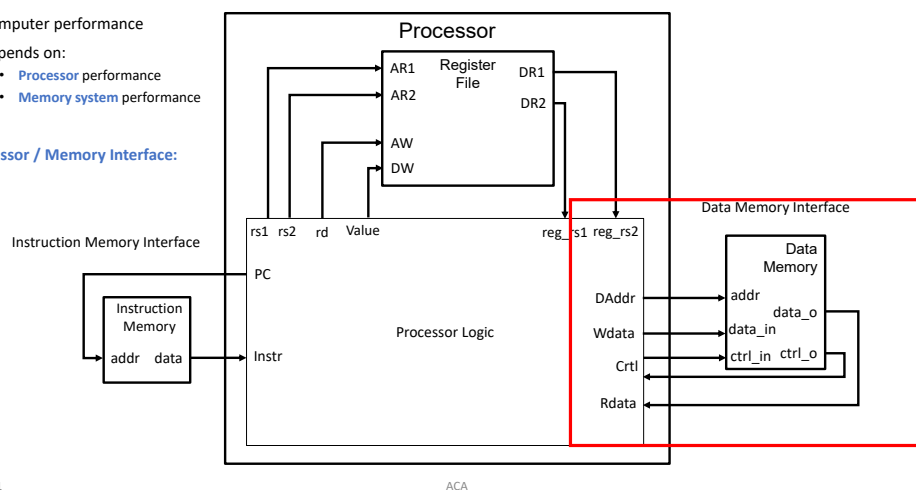 mputer performance
pends on:
• Processor performance
• Memory system performance
ssor / Memory Interface:
Processor
Register
File
AR1
AR2
AW
DW
DR1
DR2
rs1 rs2 rd Value
reg_rs1 reg_rs2
Instruction Memory Interface
PC
Instruction
Memory
addr data
Instr
Processor Logic
DAddr
Wdata
Crtl
Rdata
Data Memory Interface
Data
Memory
addr
data_o
data_in
ctrl_in ctrl_o
ACA